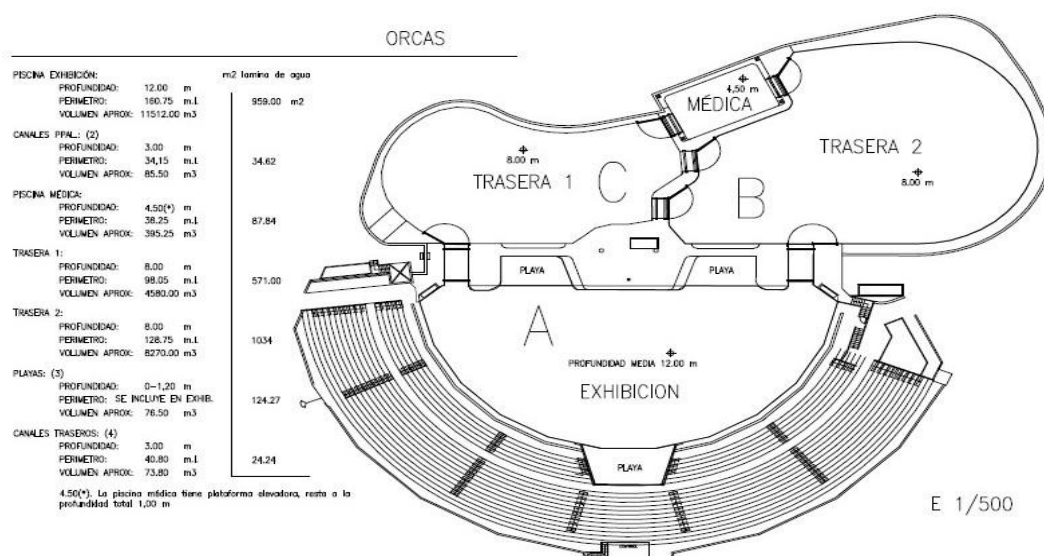 ORCAS
PISCINA EXHIBICIÓN: m2 lamina de agua
PROFUNDIDAD: 12.00 m
PERIMETRO: 160.75 m.l 959.00 m2
VOLUMEN APROX: 11512.00 m3
CANALES PPAL.: (2)
PROFUNDIDAD: 3.00 m
PERIMETRO: 34,15 m.l 34.62
VOLUMEN APROX: 85.50 m3
PISCINA MÉDICA:
PROFUNDIDAD: 4,50(*) m
PERIMETRO: 38.25 m.l 87.84
VOLUMEN APROX: 395.25 m3
TRASERA 1:
PROFUNDIDAD: 8.00 m
PERIMETRO: 98.05 m.l 571.00
VOLUMEN APROX: 4580.00 m3
TRASERA 2:
PROFUNDIDAD: 8.00 m
PERIMETRO: 128.75 m.l 1034
VOLUMEN APROX: 8270.00 m3
PLAYAS: (3)
PROFUNDIDAD: 0-1,20 m
PERIMETRO: SE INCLUYE EN EXHIB. 124.27
VOLUMEN APROX: 76.50 m3
CANALES TRASEROS: (4)
PROFUNDIDAD: 3.00 m
PERIMETRO: 40.80 m.l 24.24
VOLUMEN APROX: 73.80 m3
4.50(*). La piscina médica tiene plataforma elevadora, resta a la
profundidad total 1,00 m
4,50 m
MÉDICA
8.00 m
TRASERA 1
C
B
TRASERA 2
8.00 m
PLAYA
PLAYA
A
PROFUNDIDAD MEDIA 12.00 m
EXHIBICION
PLAYA
E 1/500